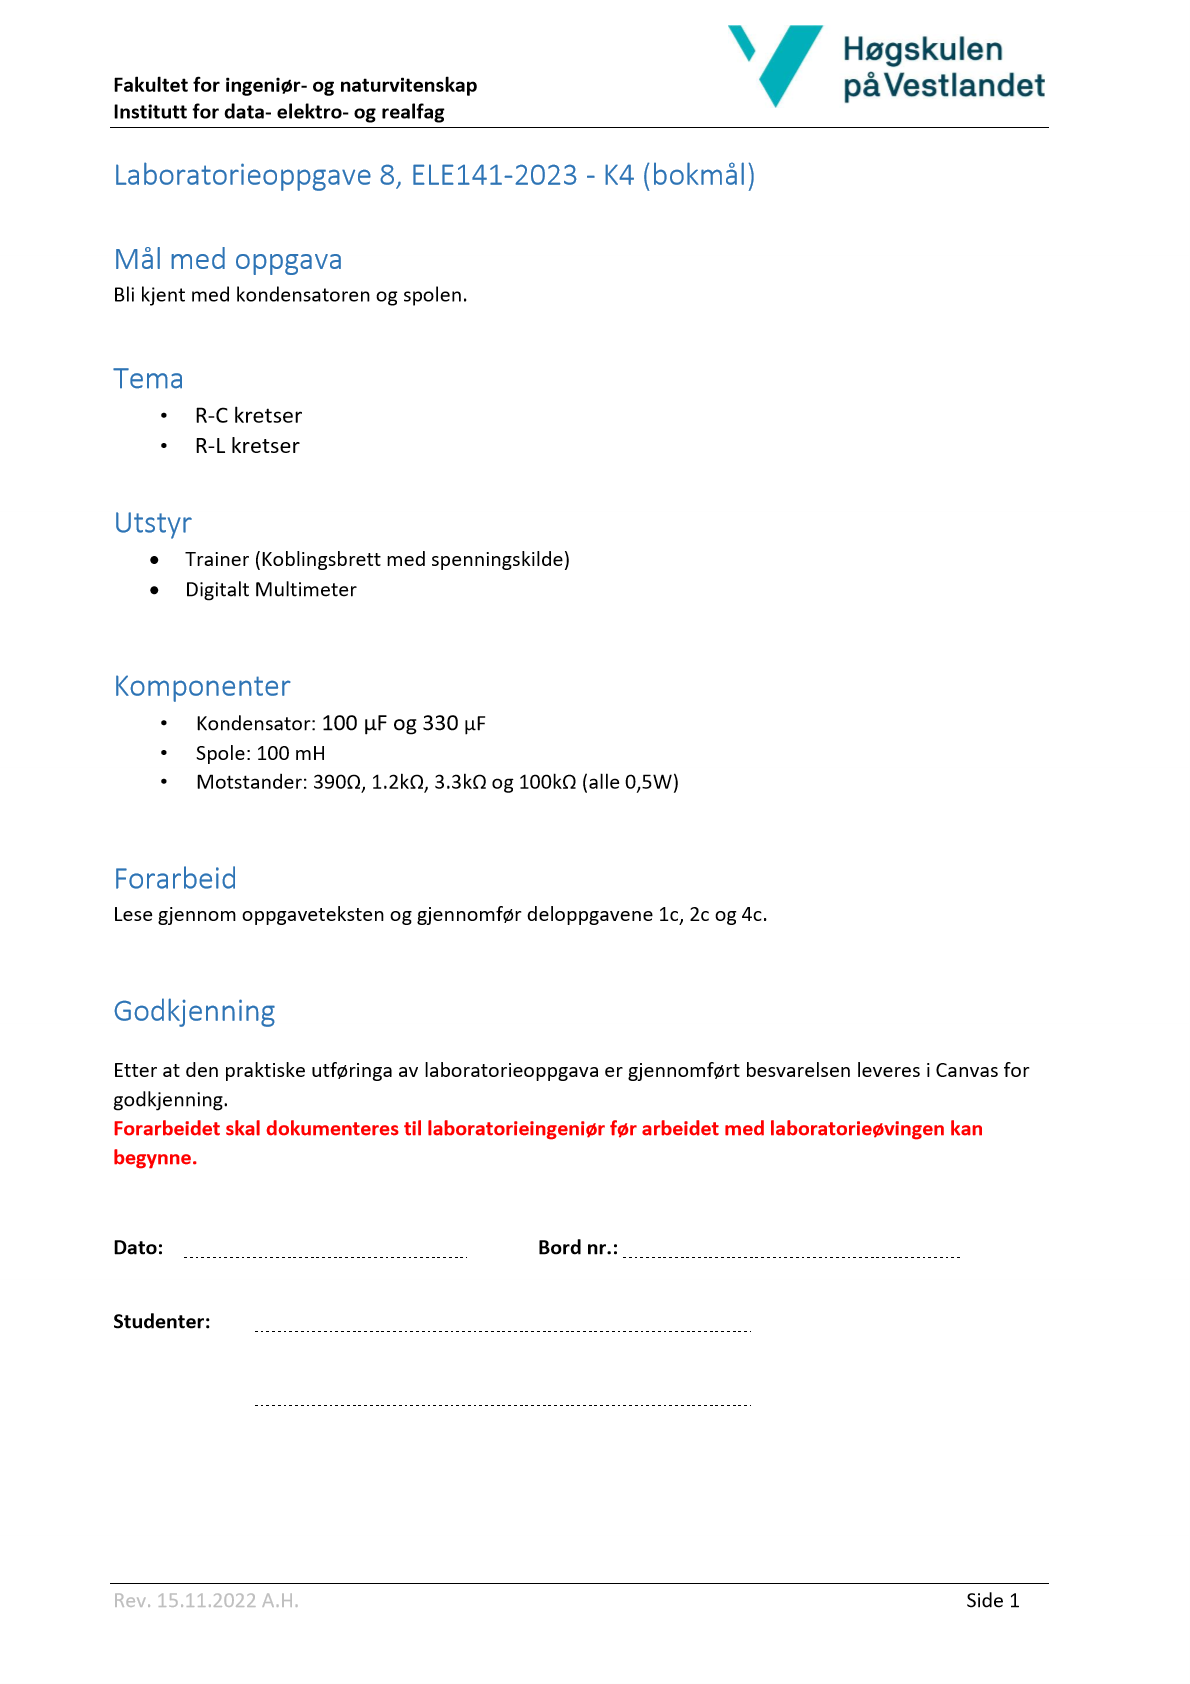 Høgskulen
på Vestlandet
Fakultet for ingeniør- og naturvitenskap
Institutt for data- elektro- og realfag
Laboratorieoppgave 8, ELE141-2023 - K4 (bokmål)
Mål med oppgava
Bli kjent med kondensatoren og spolen.
Tema
• R-C kretser
• R-L kretser
Utstyr
• Trainer (Koblingsbrett med spenningskilde)
• Digitalt Multimeter
Komponenter
• Kondensator: 100 µF og 330 µF
• Spole: 100 mH
• Motstander: 390Ω, 1.2kΩ, 3.3kΩ og 100kΩ (alle 0,5W)
Forarbeid
Lese gjennom oppgaveteksten og gjennomfør deloppgavene 1c, 2c og 4c.
Godkjenning
Etter at den praktiske utføringa av laboratorieoppgava er gjennomført besvarelsen leveres i Canvas for
godkjenning.
Forarbeidet skal dokumenteres til laboratorieingeniør før arbeidet med laboratorieøvingen kan
begynne.
Dato: Bord nr.:
Studenter:
Rev. 15.11.2022 A.H. Side 1